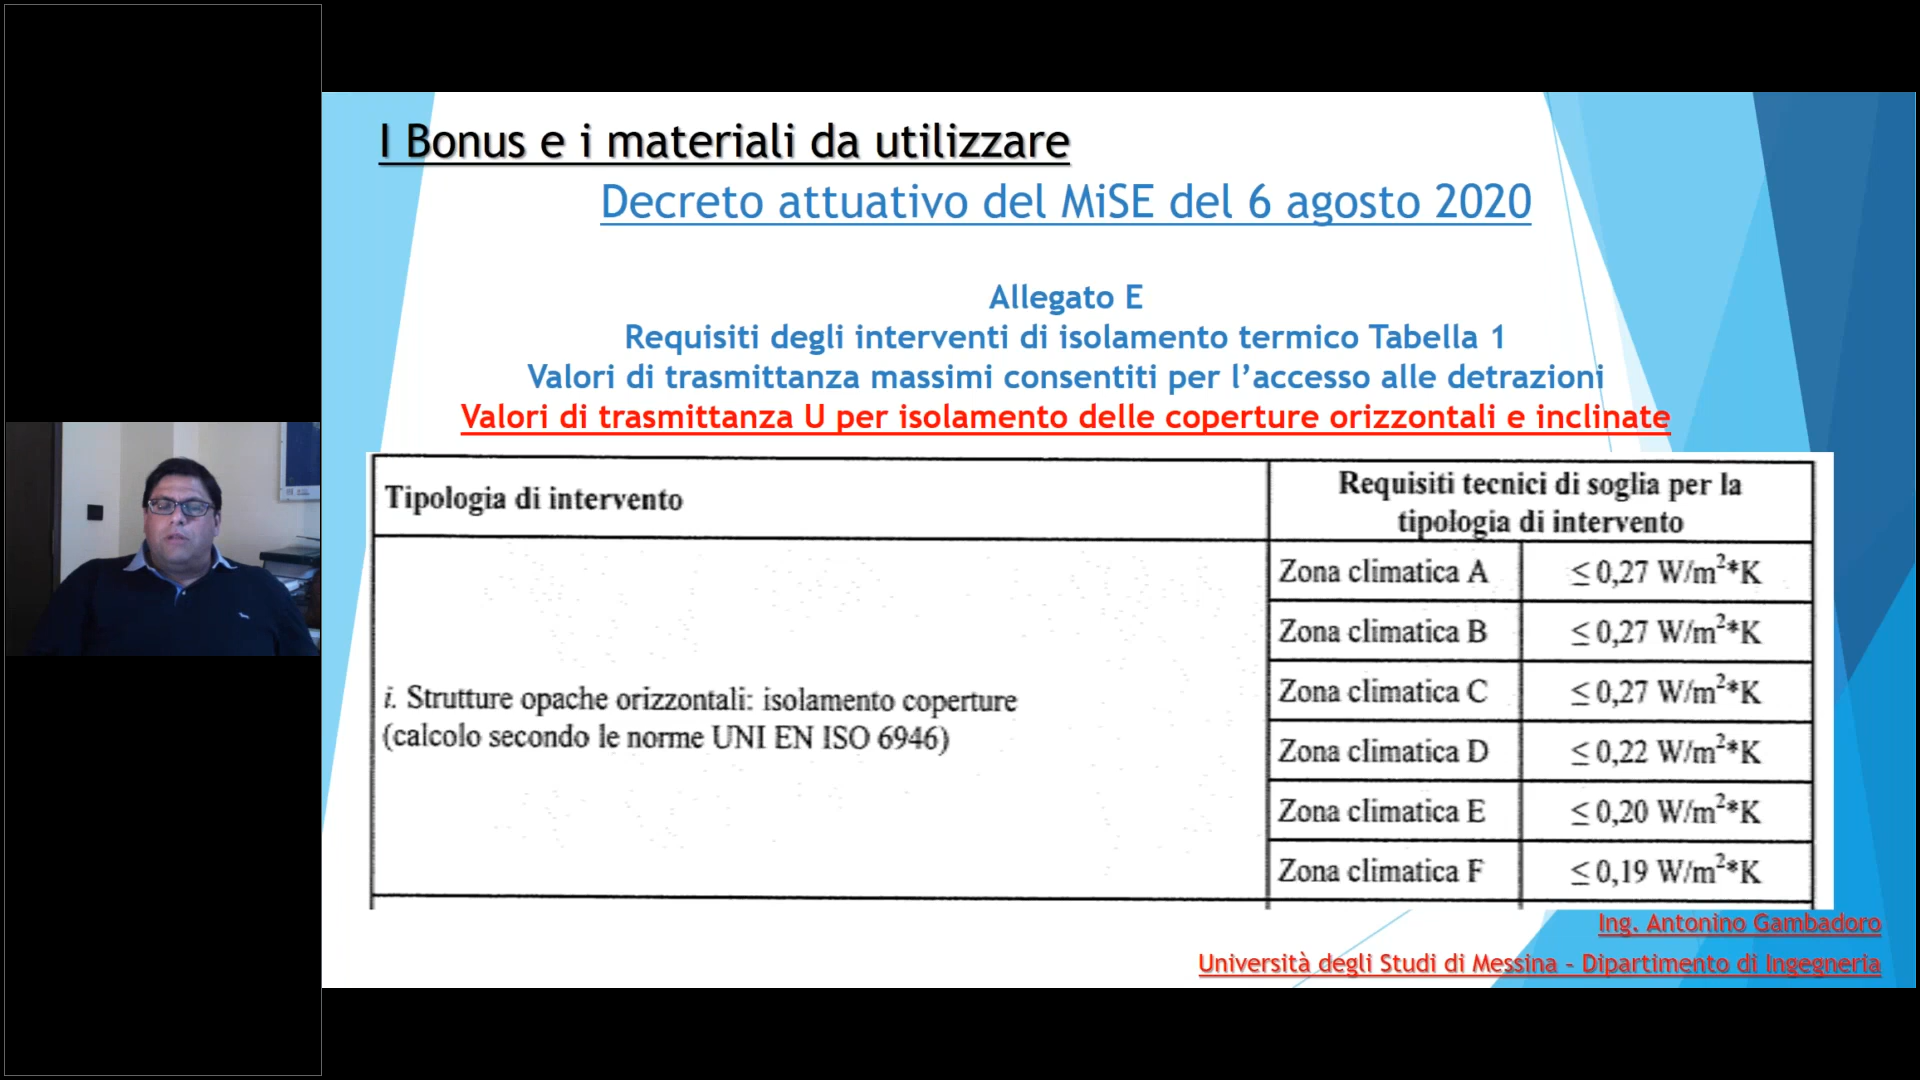 I Bonus e i materiali da utilizzare
Decreto attuativo del MiSE del 6 agosto 2020
Allegato E
Requisiti degli interventi di isolamento termico Tabella 1
Valori di trasmittanza massimi consentiti per l’accesso alle detrazioni
Valori di trasmittanza U per isolamento delle coperture orizzontali e inclinate
Tipologia di intervento
Requisiti tecnici di soglia per la
tipologia di intervento
i. Strutture opache orizzontali: isolamento coperture
(calcolo secondo le norme UNI EN ISO 6946)
Zona climatica A ≤ 0,27 W/m²*K
Zona climatica B ≤ 0,27 W/m²*K
Zona climatica C ≤ 0,27 W/m²*K
Zona climatica D ≤ 0,22 W/m²*K
Zona climatica E ≤ 0,20 W/m²*K
Zona climatica F ≤ 0,19 W/m²*K
Ing. Antonino Gambadoro
Università degli Studi di Messina – Dipartimento di Ingegneria